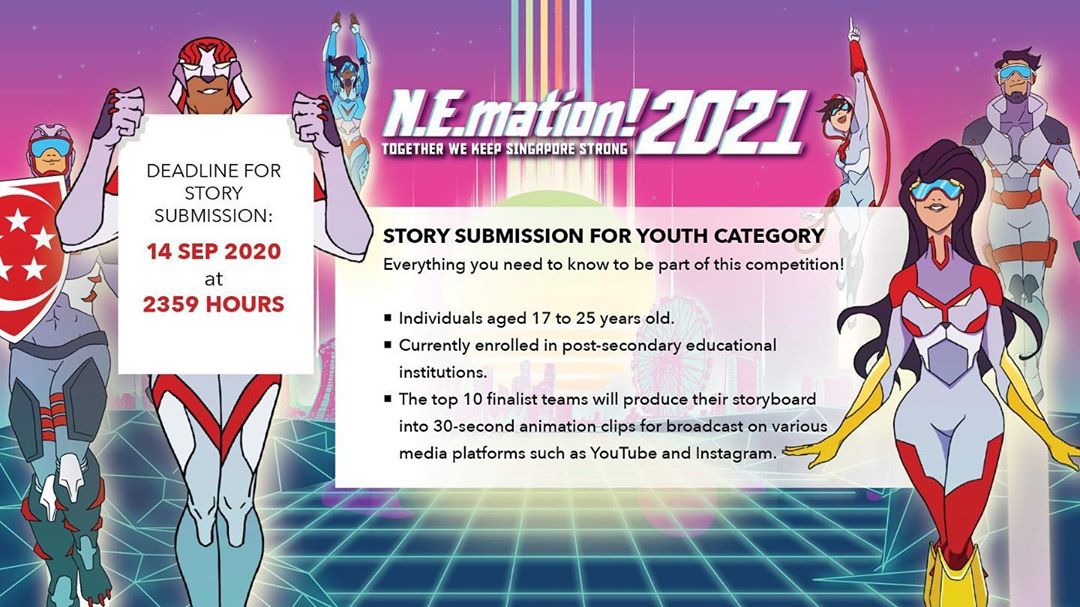 N.E.mation! 2021
TOGETHER WE KEEP SINGAPORE STRONG
DEADLINE FOR
STORY
SUBMISSION:
14 SEP 2020
at
2359 HOURS
STORY SUBMISSION FOR YOUTH CATEGORY
Everything you need to know to be part of this competition!
▪ Individuals aged 17 to 25 years old.
▪ Currently enrolled in post-secondary educational
institutions.
▪ The top 10 finalist teams will produce their storyboard
into 30-second animation clips for broadcast on various
media platforms such as YouTube and Instagram.